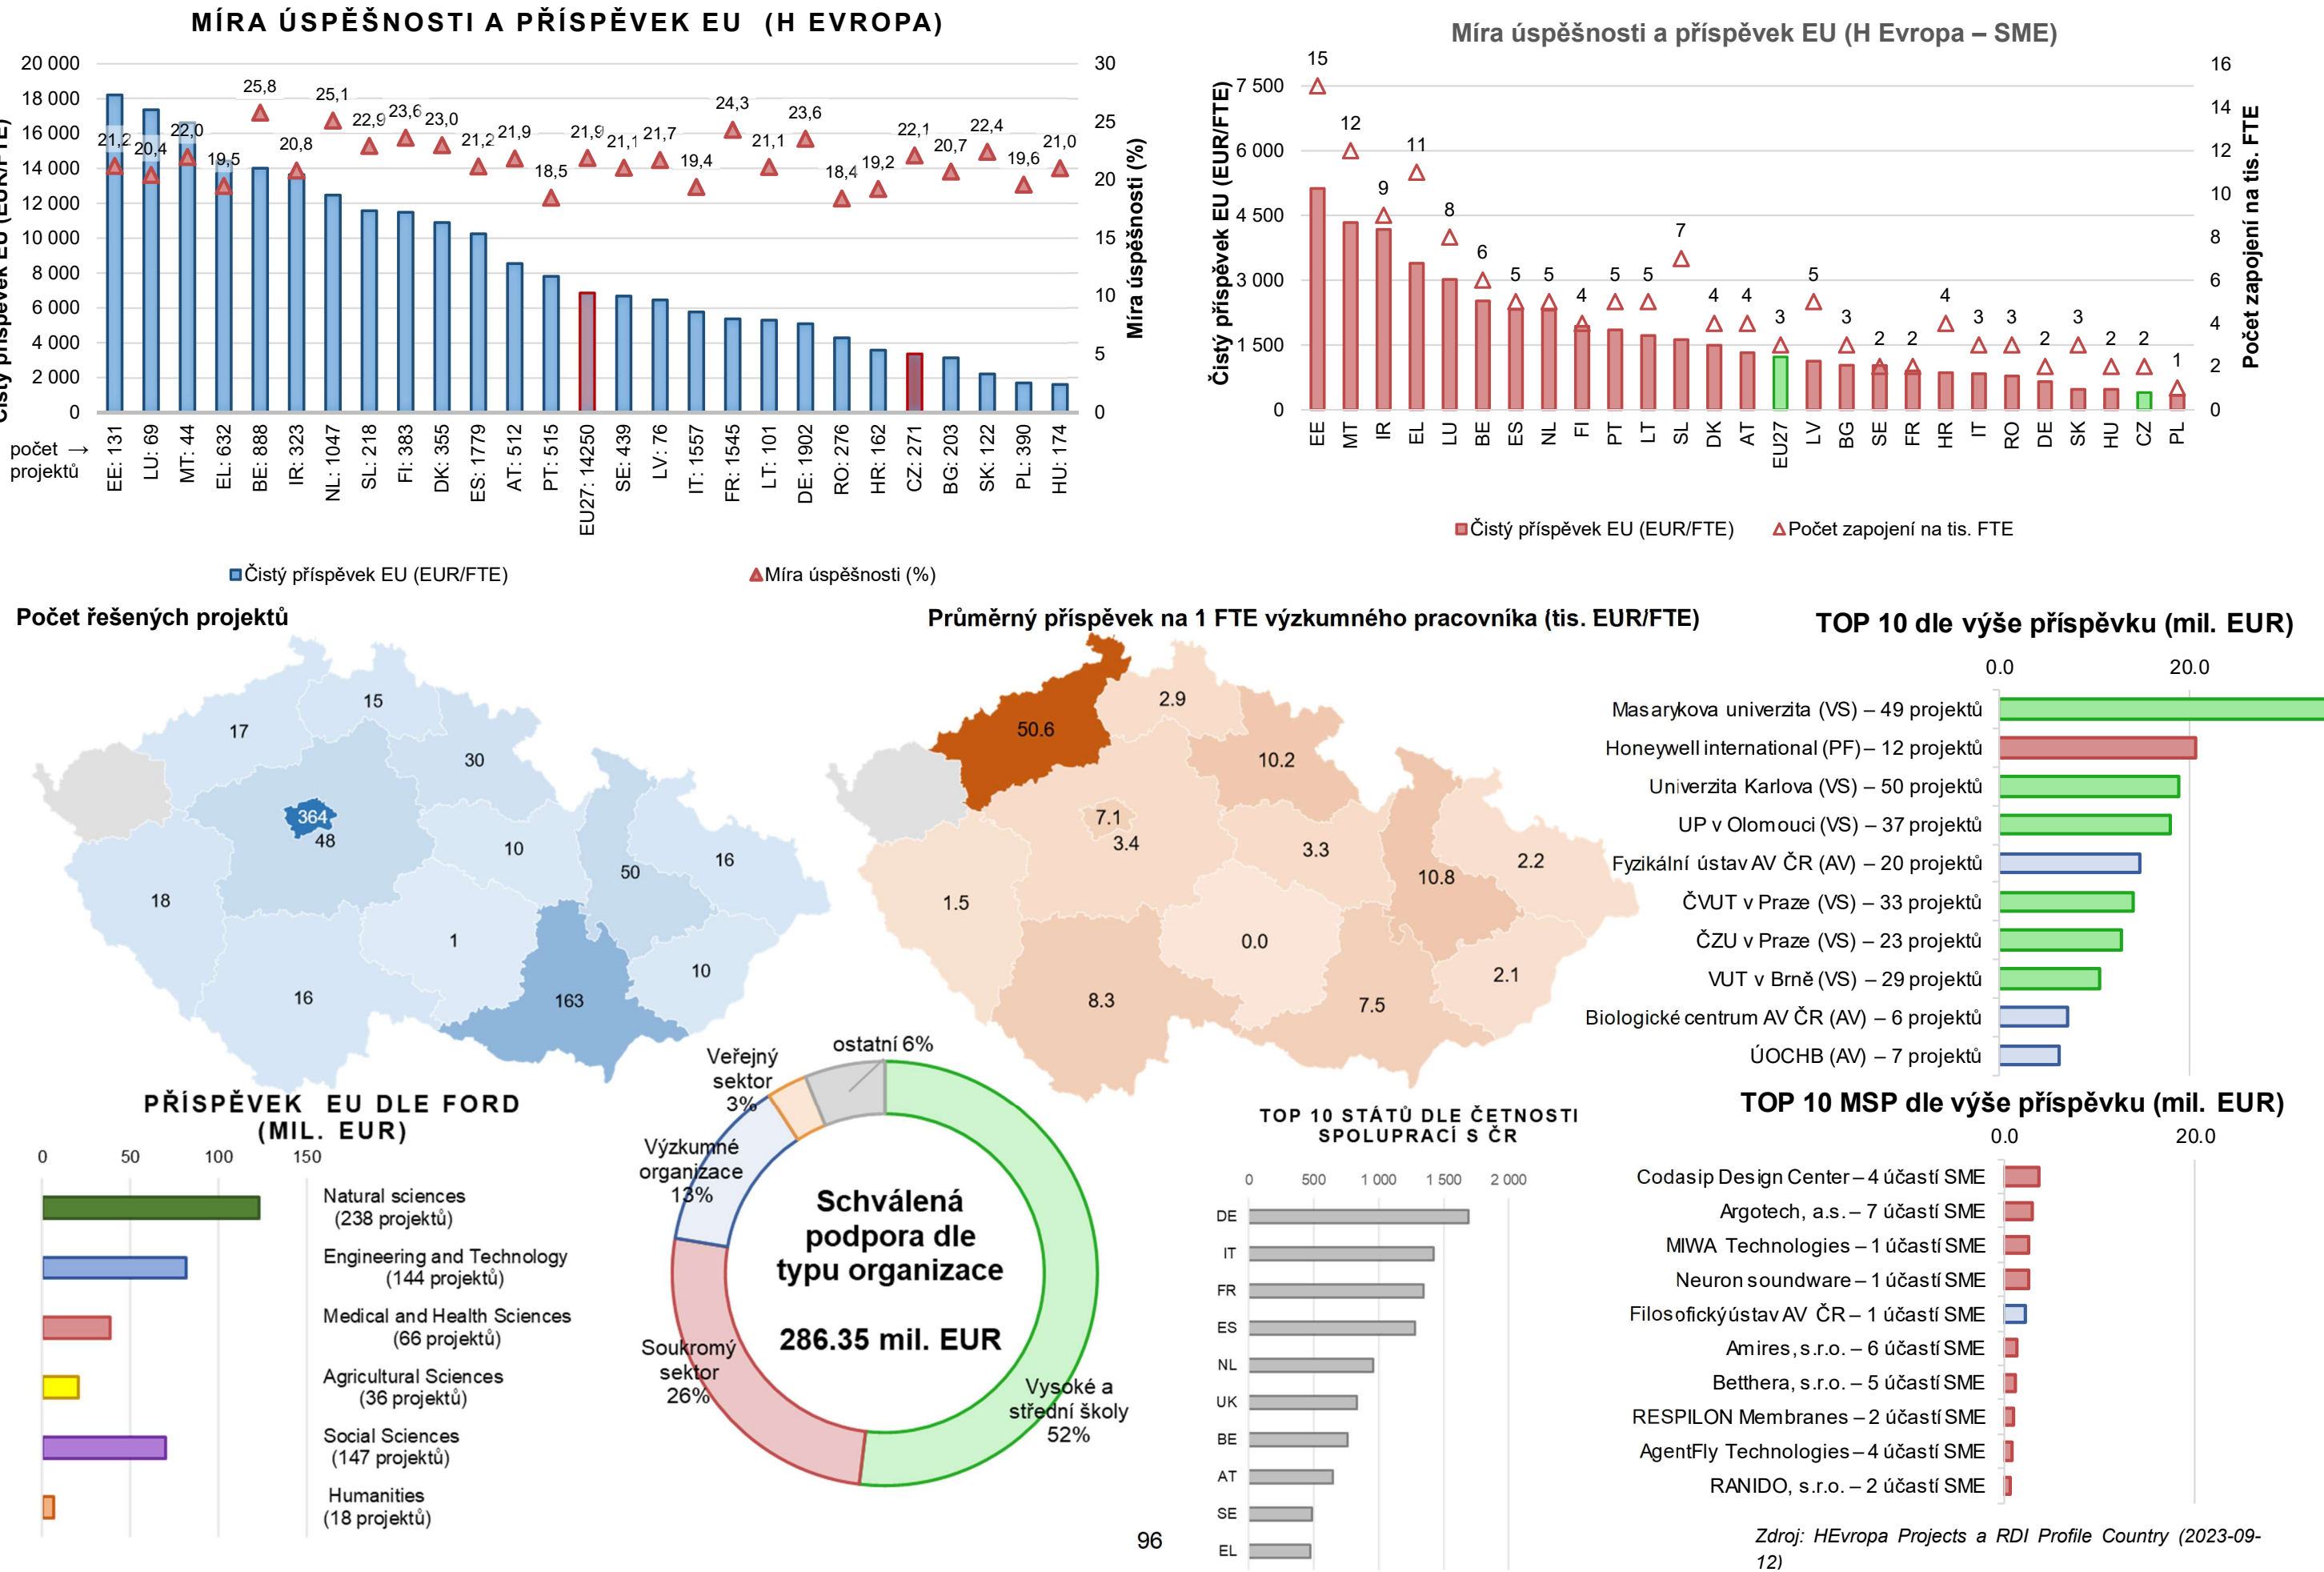 MÍRA ÚSPĚŠNOSTI A PŘÍSPĚVEK EU (H EVROPA)
20 000
18 000
16 000
14 000
12 000
10 000
8 000
6 000
4 000
2 000
0
Čistý příspěvek EU (EUR/FTE)
30
25
20
15
10
5
0
Míra úspěšnosti (%)
21,2
20,4
22,0
19,5
25,8
20,8
25,1
22,9
23,6
23,0
21,2
21,9
18,5
21,9
21,1
21,7
19,4
24,3
21,1
23,6
18,4
19,2
22,1
20,7
22,4
19,6
21,0
počet →
projektů
EE: 131
LU: 69
MT: 44
EL: 632
BE: 888
IR: 323
NL: 1047
SL: 218
FI: 383
DK: 355
ES: 1779
AT: 512
PT: 515
EU27: 14250
SE: 439
LV: 76
IT: 1557
FR: 1545
LT: 101
DE: 1902
RO: 276
HR: 162
CZ: 271
BG: 203
SK: 122
PL: 390
HU: 174
Čistý příspěvek EU (EUR/FTE)
Míra úspěšnosti (%)
Míra úspěšnosti a příspěvek EU (H Evropa – SME)
7 500
6 000
4 500
3 000
1 500
0
Čistý příspěvek EU (EUR/FTE)
16
14
12
10
8
6
4
2
0
Počet zapojení na tis. FTE
15
12
9
11
8
6
5
5
4
5
5
7
4
4
3
5
3
2
2
4
3
3
2
3
2
2
1
EE
MT
IR
EL
LU
BE
ES
NL
FI
PT
LT
SL
DK
AT
EU27
LV
BG
SE
FR
HR
IT
RO
DE
SK
HU
CZ
PL
Čistý příspěvek EU (EUR/FTE)
Počet zapojení na tis. FTE
Počet řešených projektů
15
17
30
364
48
10
50
16
18
1
10
16
163
Průměrný příspěvek na 1 FTE výzkumného pracovníka (tis. EUR/FTE)
2.9
50.6
10.2
7.1
3.4
3.3
10.8
2.2
1.5
0.0
2.1
8.3
7.5
TOP 10 dle výše příspěvku (mil. EUR)
0.0
20.0
Masarykova univerzita (VS) – 49 projektů
Honeywell international (PF) – 12 projektů
Univerzita Karlova (VS) – 50 projektů
UP v Olomouci (VS) – 37 projektů
Fyzikální ústav AV ČR (AV) – 20 projektů
ČVUT v Praze (VS) – 33 projektů
ČZU v Praze (VS) – 23 projektů
VUT v Brně (VS) – 29 projektů
Biologické centrum AV ČR (AV) – 6 projektů
ÚOCHB (AV) – 7 projektů
PŘÍSPĚVEK EU DLE FORD
(MIL. EUR)
0
50
100
150
Natural sciences
(238 projektů)
Engineering and Technology
(144 projektů)
Medical and Health Sciences
(66 projektů)
Agricultural Sciences
(36 projektů)
Social Sciences
(147 projektů)
Humanities
(18 projektů)
ostatní 6%
Veřejný
sektor
3%
Výzkumné
organizace
13%
Soukromý
sektor
26%
Vysoké a
střední školy
52%
Schválená
podpora dle
typu organizace
286.35 mil. EUR
TOP 10 STÁTŮ DLE ČETNOSTI
SPOLUPRACÍ S ČR
0
500
1 000
1 500
2 000
DE
IT
FR
ES
NL
UK
BE
AT
SE
EL
TOP 10 MSP dle výše příspěvku (mil. EUR)
0.0
20.0
Codasip Design Center – 4 účastí SME
Argotech, a.s. – 7 účastí SME
MIWA Technologies – 1 účastí SME
Neuron soundware – 1 účastí SME
Filosofický ústav AV ČR – 1 účastí SME
Amires, s.r.o. – 6 účastí SME
Betthera, s.r.o. – 5 účastí SME
RESPILON Membranes – 2 účastí SME
AgentFly Technologies – 4 účastí SME
RANIDO, s.r.o. – 2 účastí SME
96
Zdroj: HEvropa Projects a RDI Profile Country (2023-09-
12)